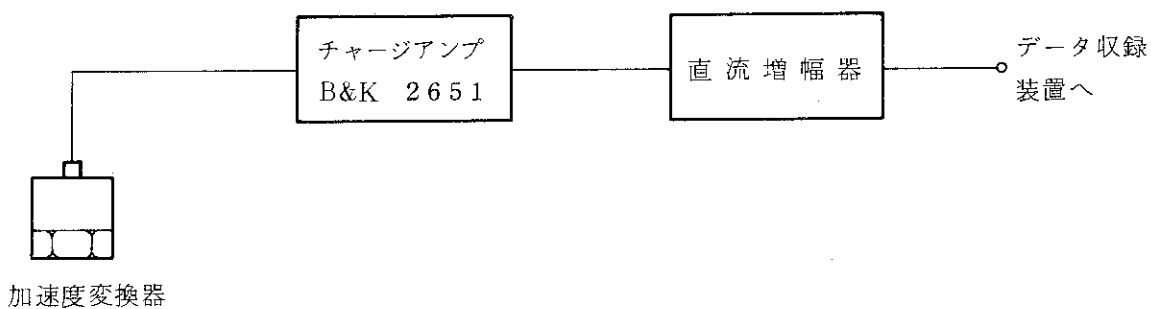 チャージアンプ
B&K 2651
直流増幅器
データ収録
装置へ
加速度変換器